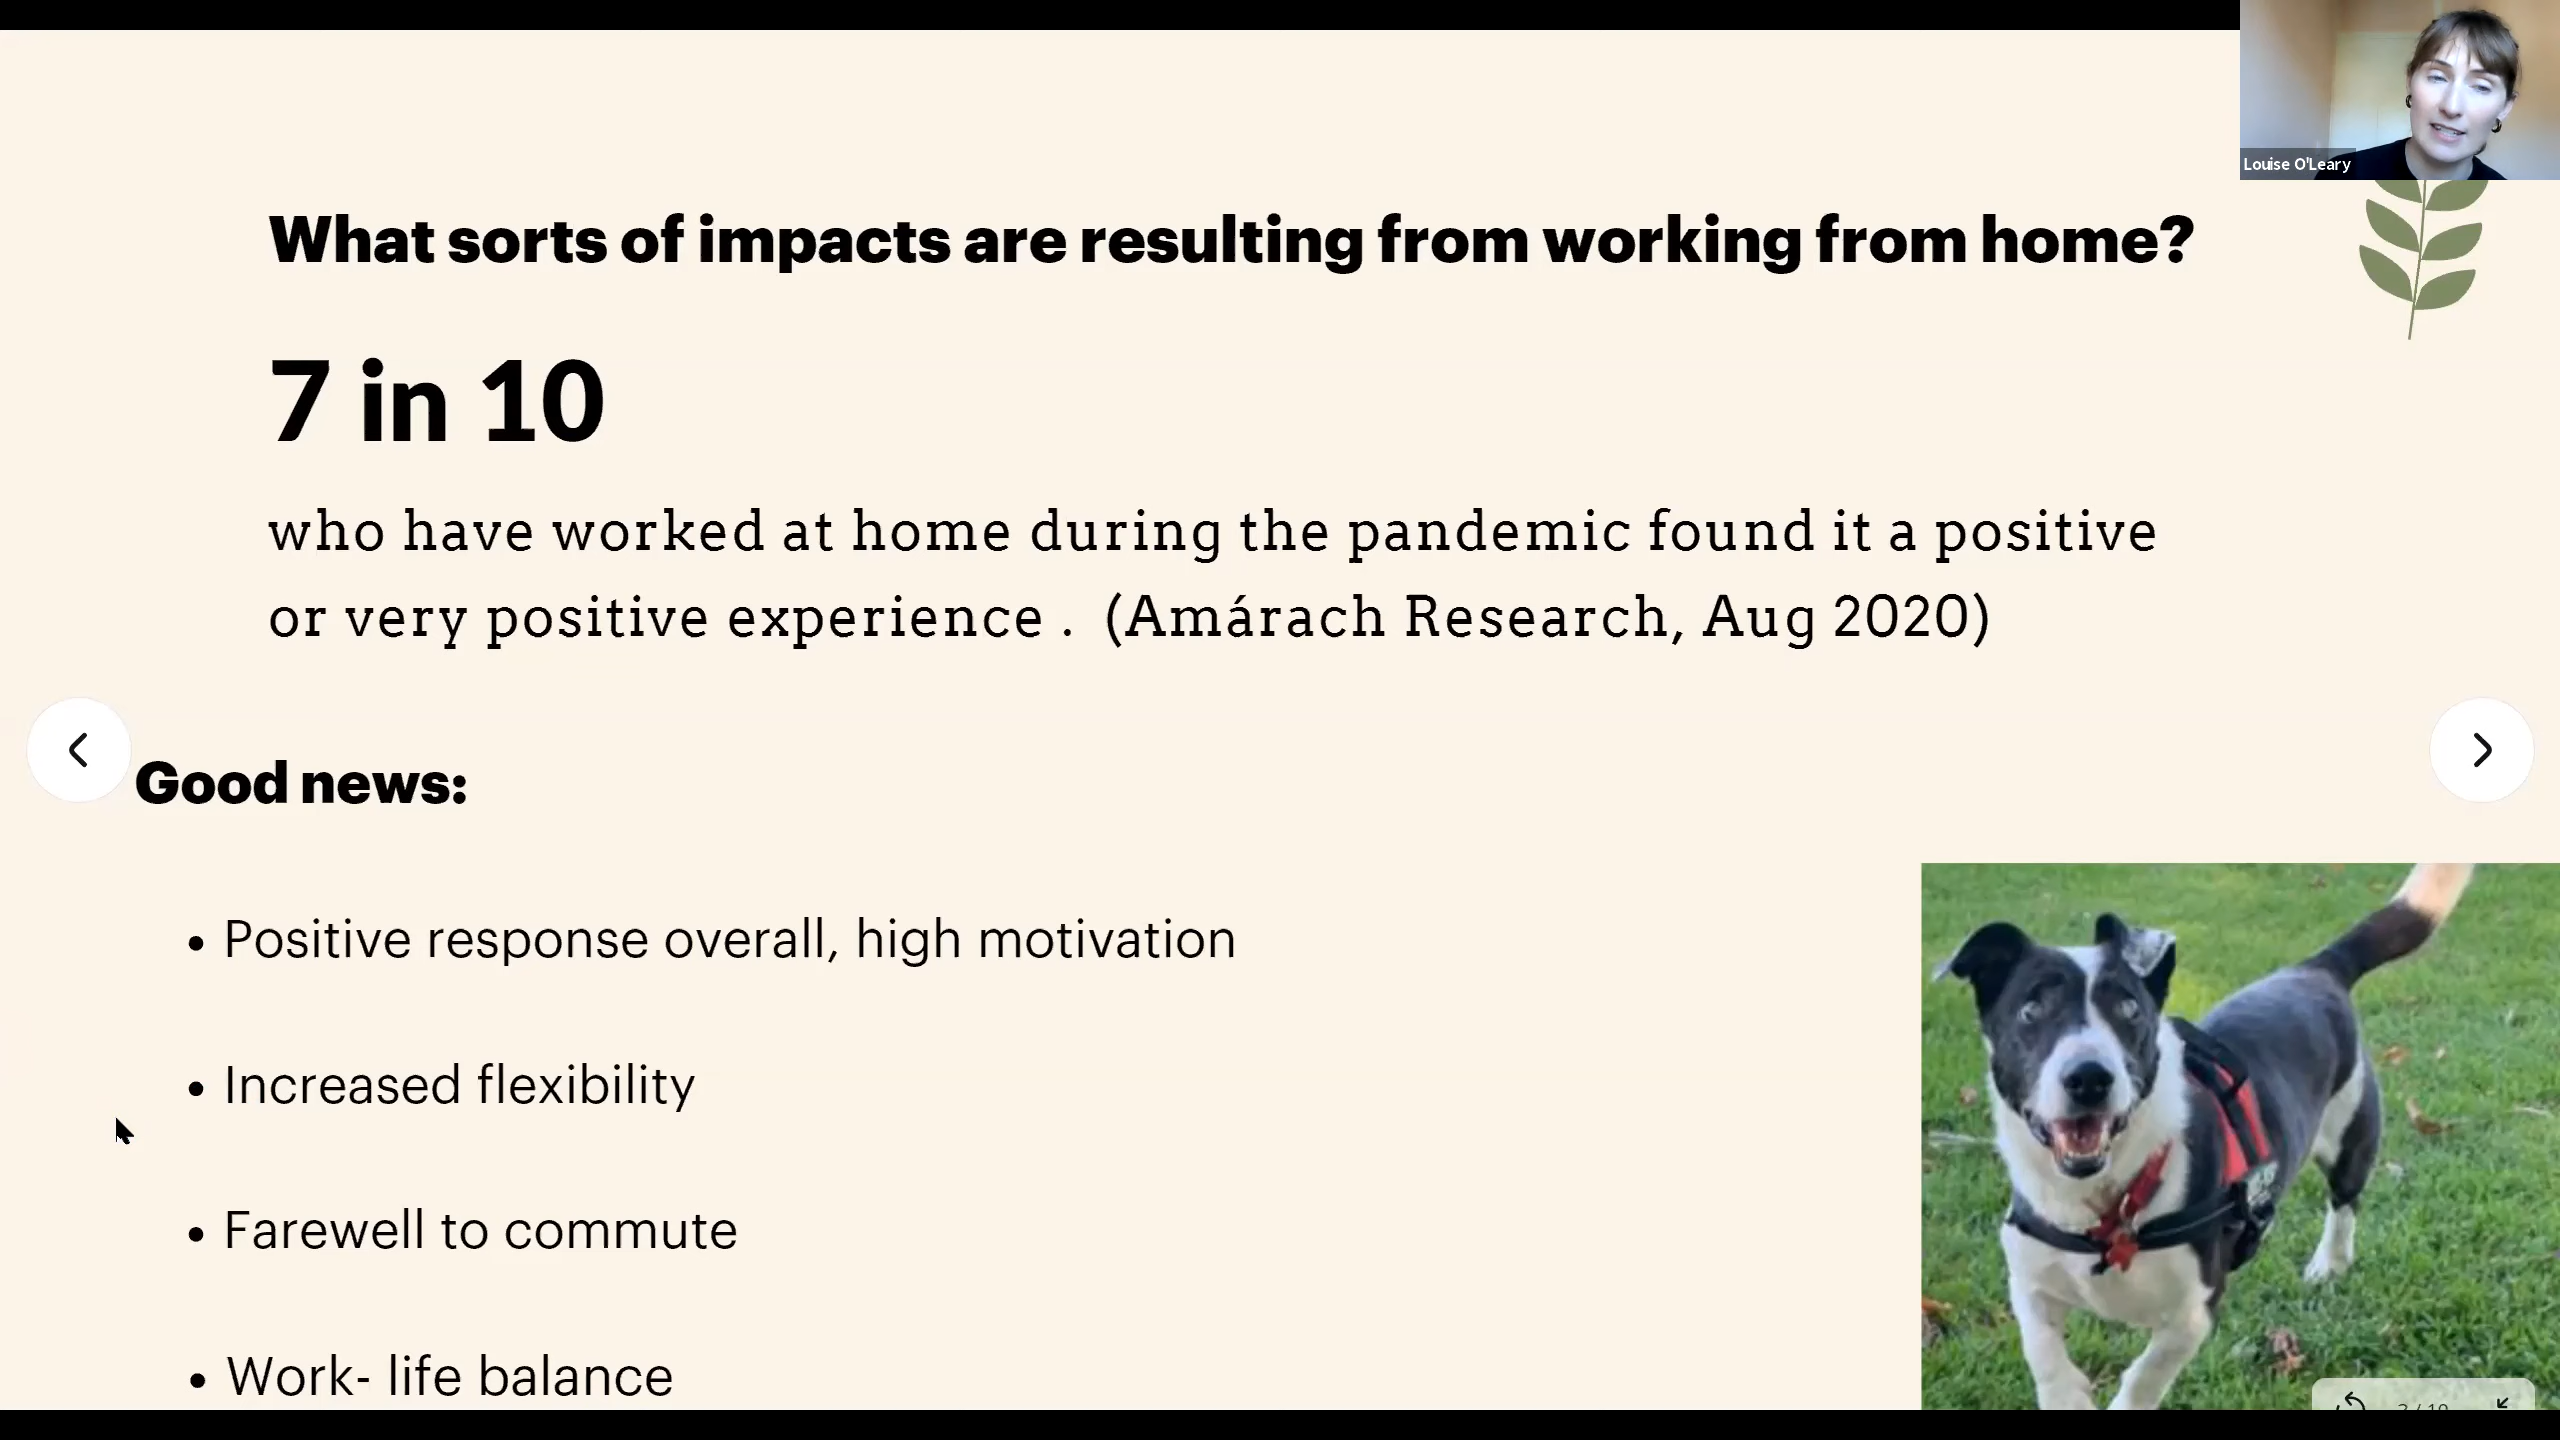 Louise O'Leary
What sorts of impacts are resulting from working from home?
7 in 10
who have worked at home during the pandemic found it a positive
or very positive experience . (Amárach Research, Aug 2020)
Good news:
• Positive response overall, high motivation
• Increased flexibility
• Farewell to commute
• Work- life balance